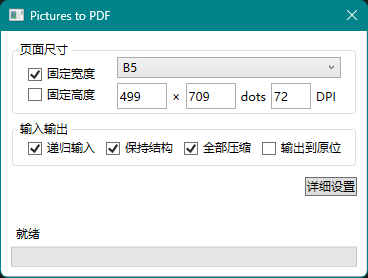 Pictures to PDF
页面尺寸
固定宽度
B5
固定高度
499 × 709 dots 72 DPI
输入输出
递归输入 保持结构 全部压缩 输出到原位
详细设置
就绪